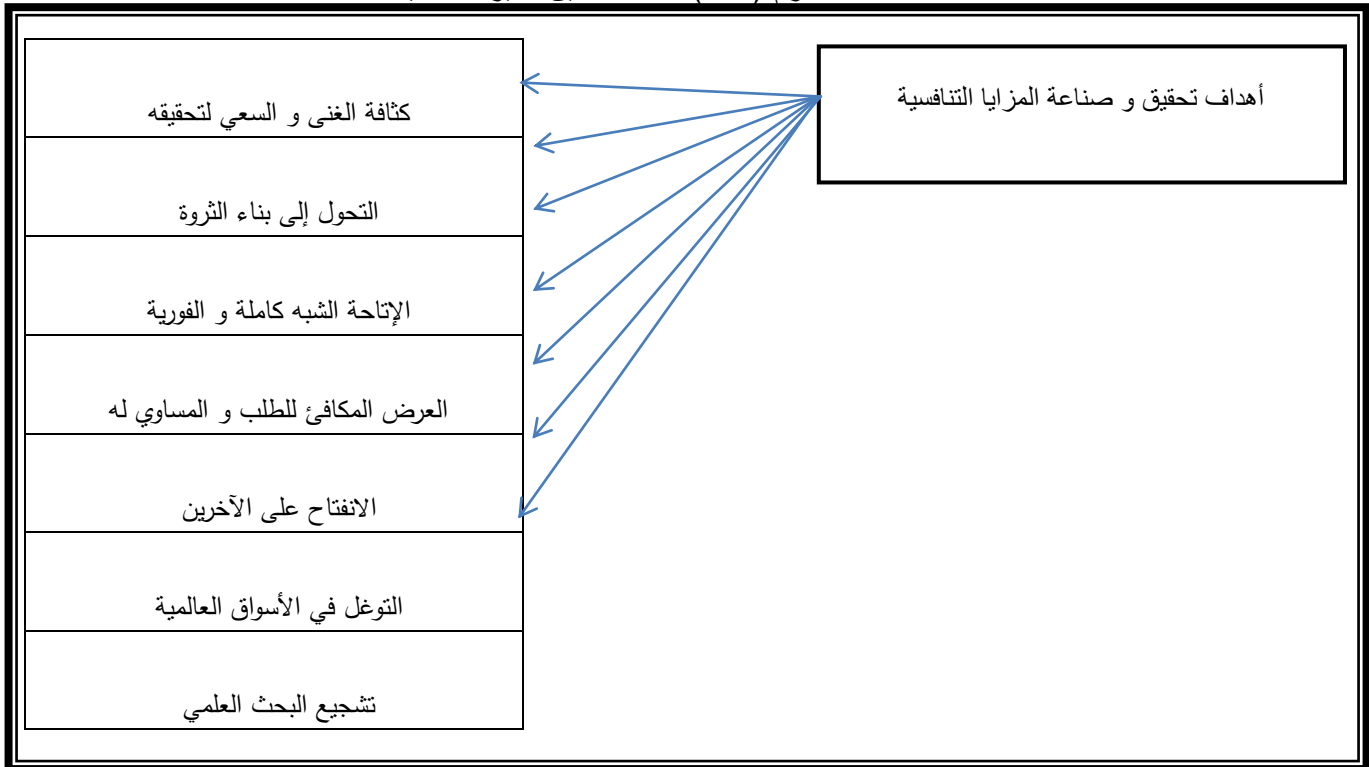 أهداف تحقيق و صناعة المزايا التنافسية
كثافة الغنى و السعي لتحقيقه
التحول إلى بناء الثروة
الإتاحة الشبه كاملة و الفورية
العرض المكافئ للطلب و المساوي له
الانفتاح على الآخرين
التوغل في الأسواق العالمية
تشجيع البحث العلمي